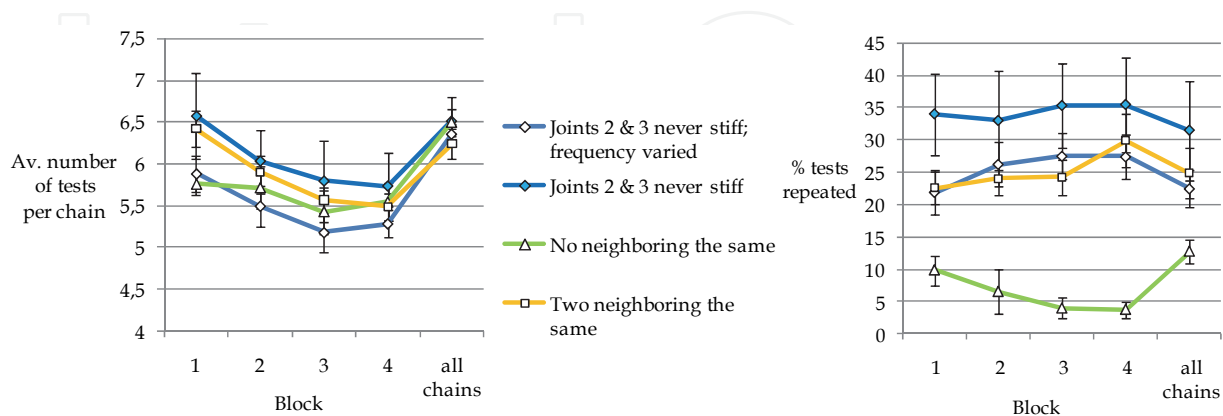 7,5
7
6,5
6
5,5
5
4,5
4
Av. number
of tests
per chain
1
2
3
4
all
chains
Block
Joints 2 & 3 never stiff;
frequency varied
Joints 2 & 3 never stiff
No neighboring the same
Two neighboring the
same
45
40
35
30
25
20
15
10
5
0
% tests
repeated
1
2
3
4
all
chains
Block